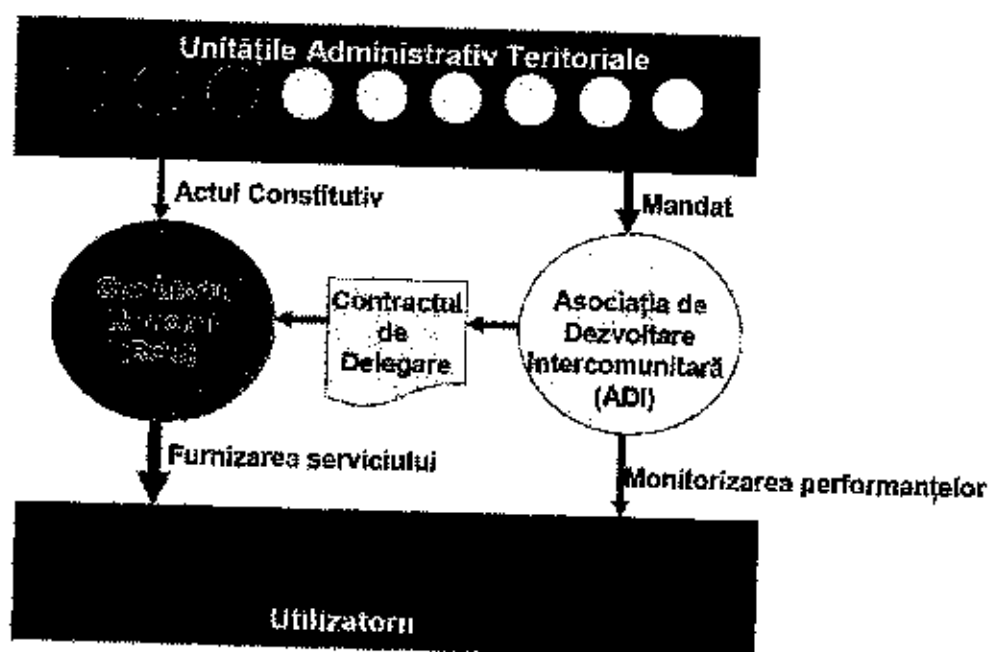 Unitățile Administrativ Teritoriale
Actul Constitutiv
Mandat
Contractul
de
Delegare
Asociația de
Dezvoltare
Intercomunitară
(ADI)
Furnizarea serviciului
Monitorizarea performanțelor
Utilizatorii